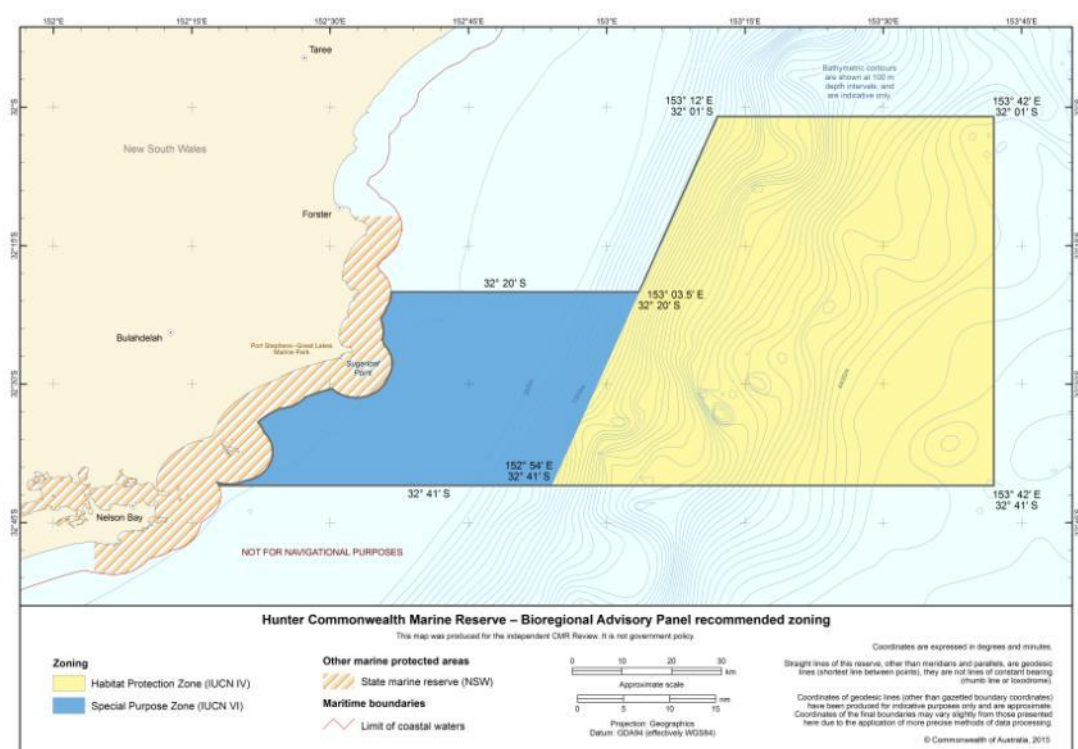 152°E 152°15'E 152°30'E 152°45'E 153°E 153°15'E 153°30'E 153°45'E
Taree
Bathymetric contours
are shown at 100 m
depth intervals, and
are indicative only.
32°S
153° 12' E
32° 01' S
153° 42' E
32° 01' S
New South Wales
Forster
32°15'S
32° 20' S
153° 03.5' E
32° 20' S
Bulahdelah
Port Stephens–Great Lakes
Marine Park
Sugarloaf
Point
32°30'S
152° 54' E
32° 41' S
32° 41' S
153° 42' E
32° 41' S
Nelson Bay
32°45'S
NOT FOR NAVIGATIONAL PURPOSES
Hunter Commonwealth Marine Reserve – Bioregional Advisory Panel recommended zoning
This map was produced for the independent CMR Review. It is not government policy.
Zoning
Habitat Protection Zone (IUCN IV)
Special Purpose Zone (IUCN VI)
Other marine protected areas
State marine reserve (NSW)
Maritime boundaries
Limit of coastal waters
0 10 20 30
km
Approximate scale
0 5 10 15
nm
Projection: Geographics
Datum: GDA94 (effectively WGS84)
Coordinates are expressed in degrees and minutes.
Straight lines of this reserve, other than meridians and parallels, are geodesic
lines (shortest line between points), they are not lines of constant bearing
(rhumb line or loxodrome).
Coordinates of geodesic lines (other than gazetted boundary coordinates)
have been produced for indicative purposes only and are approximate.
Coordinates of the final boundaries may vary slightly from those presented
here due to the application of more precise methods of data processing.
© Commonwealth of Australia, 2015